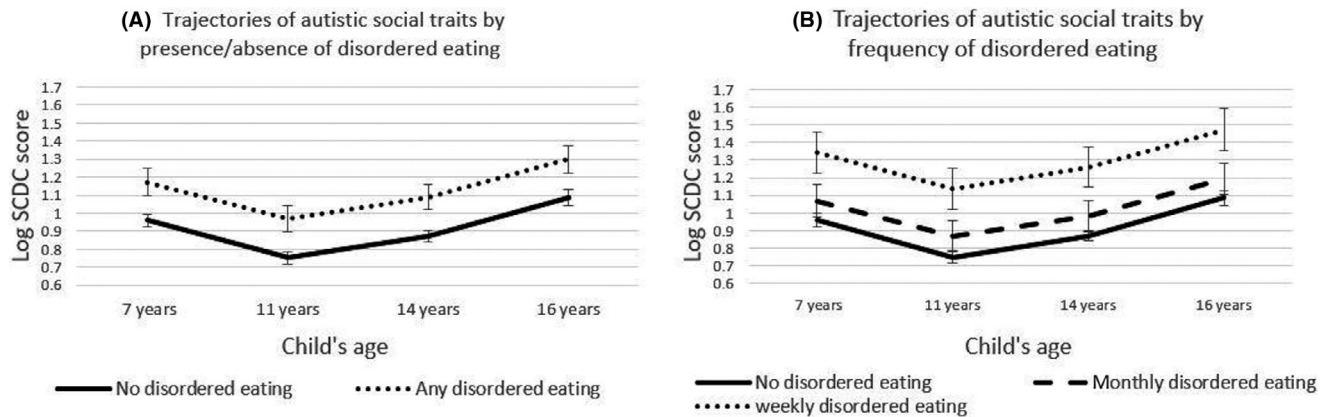 (A) Trajectories of autistic social traits by
presence/absence of disordered eating
Log SCDC score
1.7
1.6
1.5
1.4
1.3
1.2
1.1
1
0.9
0.8
0.7
0.6
7 years 11 years 14 years 16 years
Child's age
No disordered eating Any disordered eating
(B) Trajectories of autistic social traits by
frequency of disordered eating
Log SCDC score
1.7
1.6
1.5
1.4
1.3
1.2
1.1
1
0.9
0.8
0.7
0.6
7 years 11 years 14 years 16 years
Child's age
No disordered eating Monthly disordered eating
weekly disordered eating